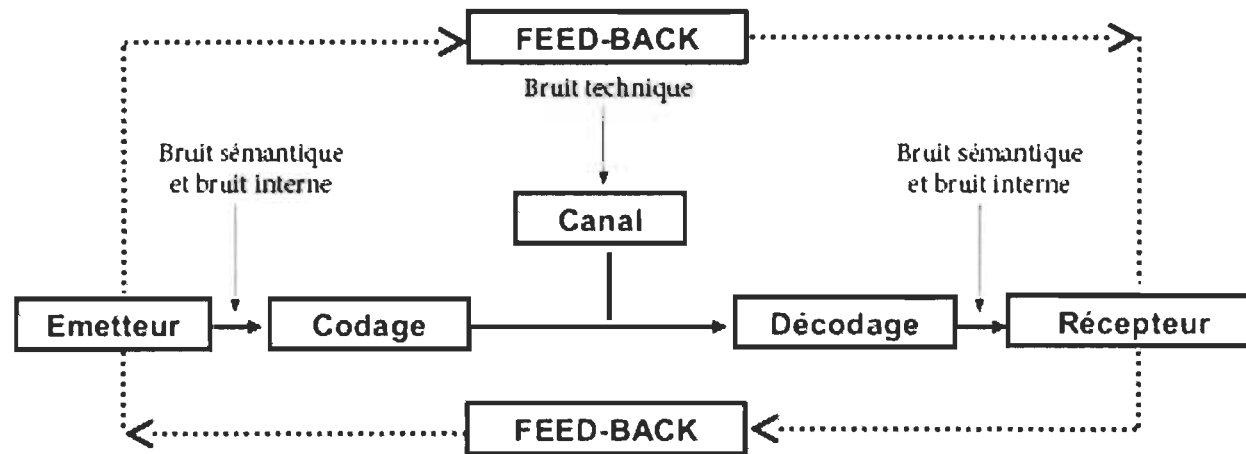 FEED-BACK
Bruit technique
Bruit sémantique
et bruit interne
Bruit sémantique
et bruit interne
Canal
Emetteur
Codage
Décodage
Récepteur
FEED-BACK